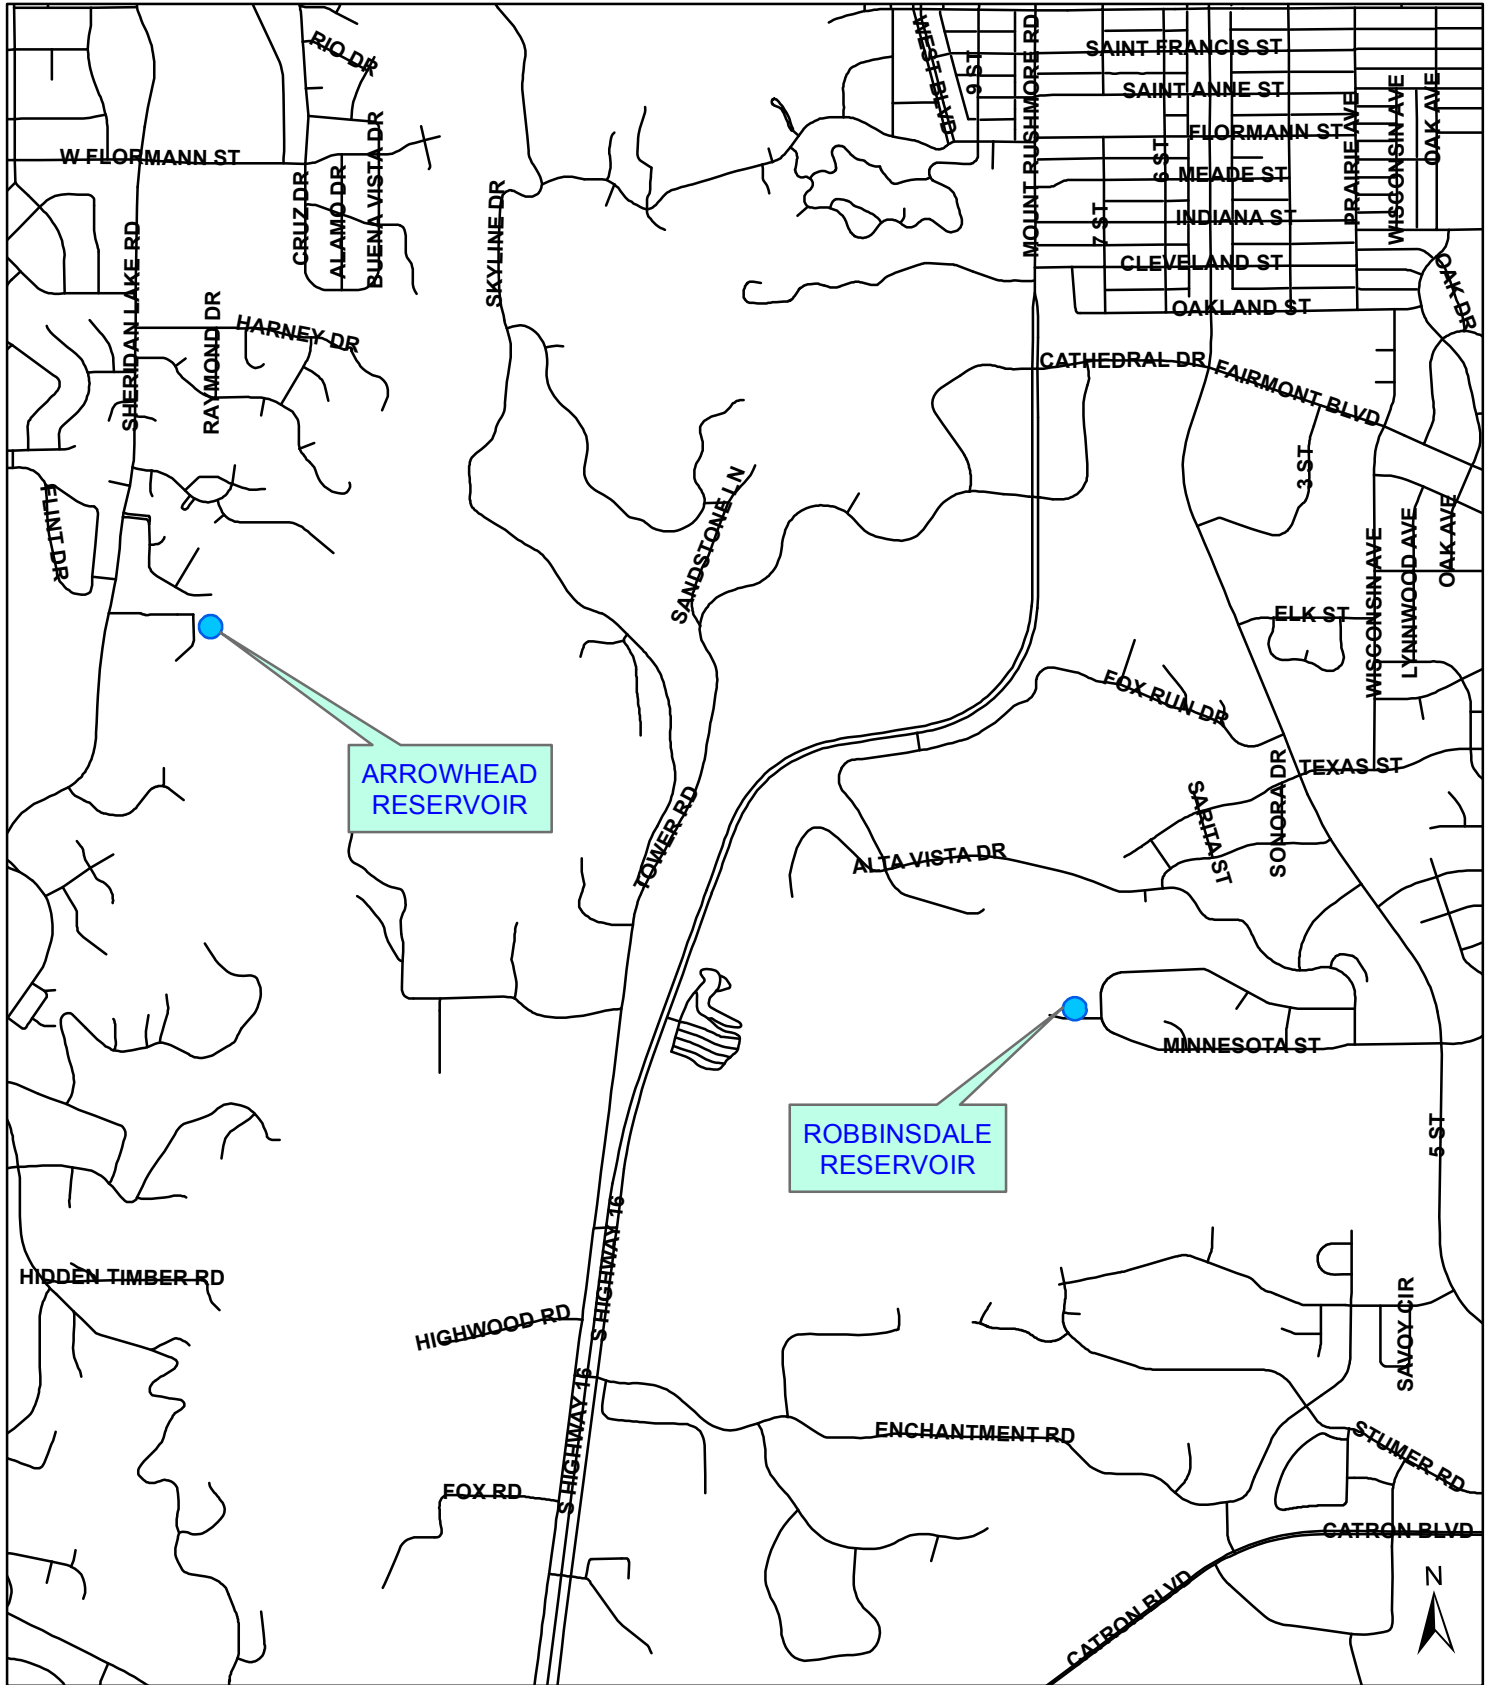 RIO DR
WEST BLVD
9 ST
MOUNT RUSHMORE RD
SAINT FRANCIS ST
SAINT ANNE ST
FLORMANN ST
PRAIRIE AVE
WISCONSIN AVE
OAK AVE
W FLORMANN ST
CRUZ DR
ALAMO DR
BUENA VISTA DR
SKYLINE DR
6 ST
MEADE ST
7 ST
INDIANA ST
CLEVELAND ST
OAKLAND ST
OAK DR
SHERIDAN LAKE RD
RAYMOND DR
HARNEY DR
CATHEDRAL DR
FAIRMONT BLVD
3 ST
FLINT DR
SANDSTONE LN
WISCONSIN AVE
LYNNWOOD AVE
OAK AVE
ELK ST
FOX RUN DR
ARROWHEAD
RESERVOIR
TOWER RD
SONORA DR
TEXAS ST
SARITA ST
ALTA VISTA DR
MINNESOTA ST
ROBBINSDALE
RESERVOIR
5 ST
HIDDEN TIMBER RD
S HIGHWAY 16
HIGHWOOD RD
SAVOY CIR
S HIGHWAY 16
ENCHANTMENT RD
STUMER RD
FOX RD
CATRON BLVD
CATRON BLVD
N